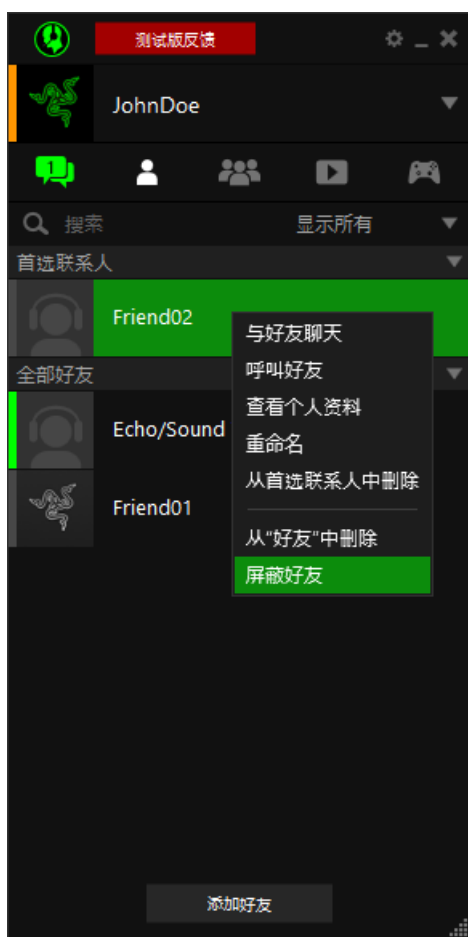 测试版反馈
JohnDoe
1
搜索
显示所有
首选联系人
Friend02
与好友聊天
呼叫好友
查看个人资料
重命名
从首选联系人中删除
从"好友"中删除
屏蔽好友
全部好友
Echo/Sound
Friend01
添加好友